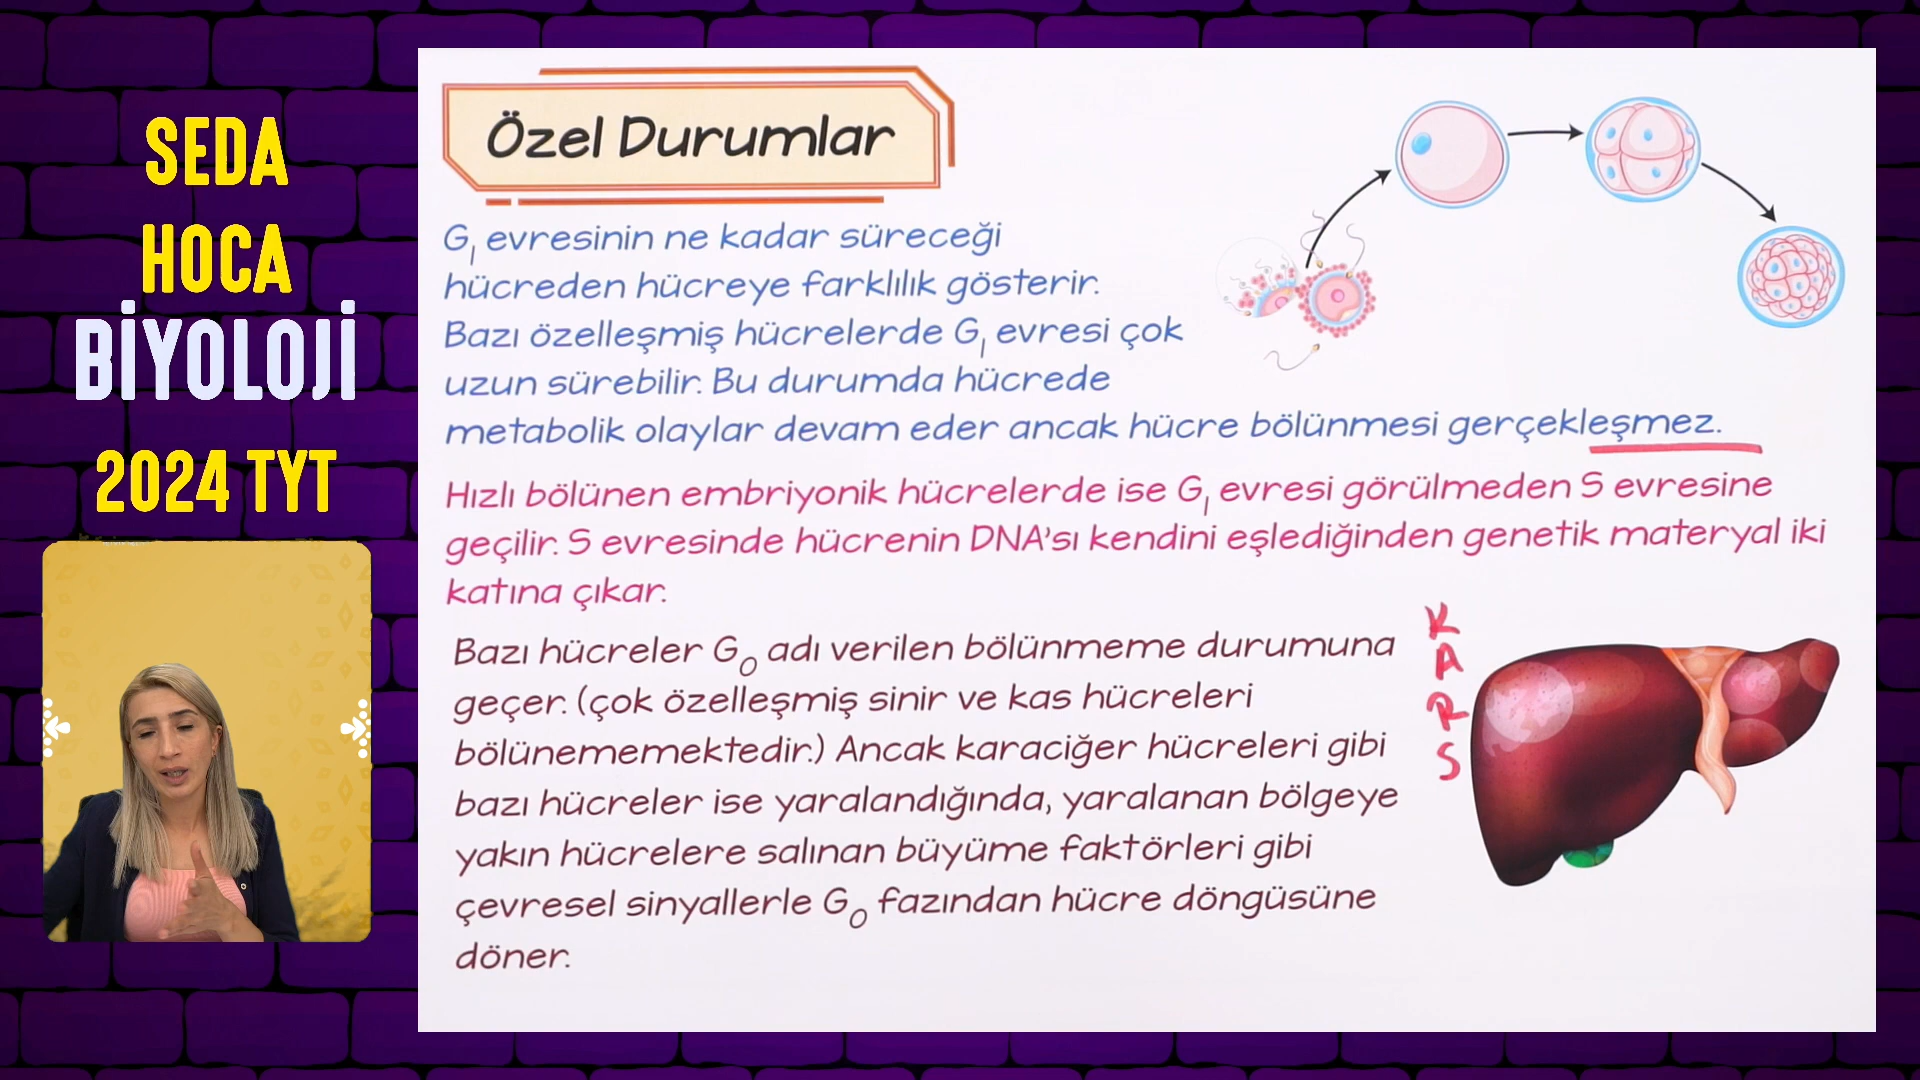 SEDA
HOCA
BİYOLOJİ
2024 TYT
Özel Durumlar
G₁ evresinin ne kadar süreceği
hücreden hücreye farklılık gösterir.
Bazı özelleşmiş hücrelerde G₁ evresi çok
uzun sürebilir. Bu durumda hücrede
metabolik olaylar devam eder ancak hücre bölünmesi gerçekleşmez.
Hızlı bölünen embriyonik hücrelerde ise G₁ evresi görülmeden S evresine
geçilir. S evresinde hücrenin DNA'sı kendini eşlediğinden genetik materyal iki
katına çıkar.
Bazı hücreler G₀ adı verilen bölünmeme durumuna
geçer. (çok özelleşmiş sinir ve kas hücreleri
bölünememektedir.) Ancak karaciğer hücreleri gibi
bazı hücreler ise yaralandığında, yaralanan bölgeye
yakın hücrelere salınan büyüme faktörleri gibi
çevresel sinyallerle G₀ fazından hücre döngüsüne
döner.
K
A
R
S